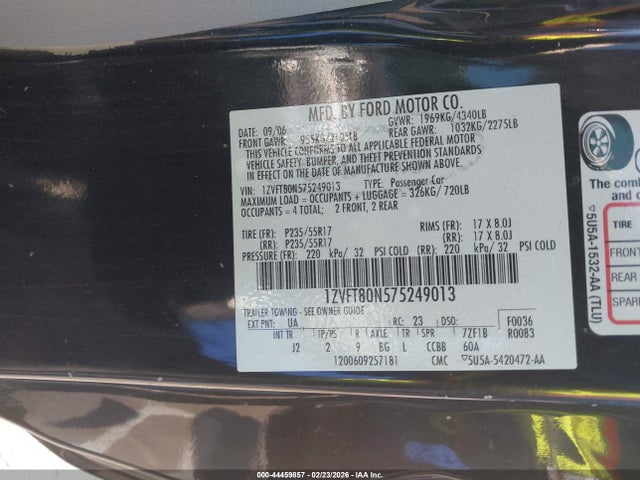 MFD. BY FORD MOTOR CO.
09/06 GVWR: 1969KG/4340LB
FRONT GAWR: REAR GAWR: 1032KG/2275LB
THIS VEHICLE CONFORMS TO ALL APPLICABLE FEDERAL MOTOR
VEHICLE SAFETY, BUMPER, AND THEFT PREVENTION STANDARDS
IN EFFECT ON THE DATE OF MANUFACTURE SHOWN ABOVE.
VIN: 1ZVFT80N575249013 TYPE: Passenger Car
MAXIMUM LOAD = OCCUPANTS + LUGGAGE = 326KG/ 720LB
OCCUPANTS = 4 TOTAL; 2 FRONT, 2 REAR
TIRE (FR): P235/55R17 RIMS (FR): 17 X 8.0J
(RR): P235/55R17 (RR): 17 X 8.0J
PRESSURE (FR): 220 kPa/ 32 PSI COLD (RR) 220 kPa/ 32 PSI COLD
1ZVFT80N575249013
TRAILER TOWING - SEE OWNER GUIDE
EXT PNT: UA RC: 23 DSO: F0036
INT TR TP/PS R AXLE TR SPR 7ZF1B R0083
J2 2 9 BG L CCBB 60A
1200609257181 CMC ▽5U5A-5420472-AA
The comb
TIRE
FRONT
REAR
SPARE
▽5U5A-1532-AA (TLU)
000-44459857 - 02/23/2026 - IAAI CORPORATE